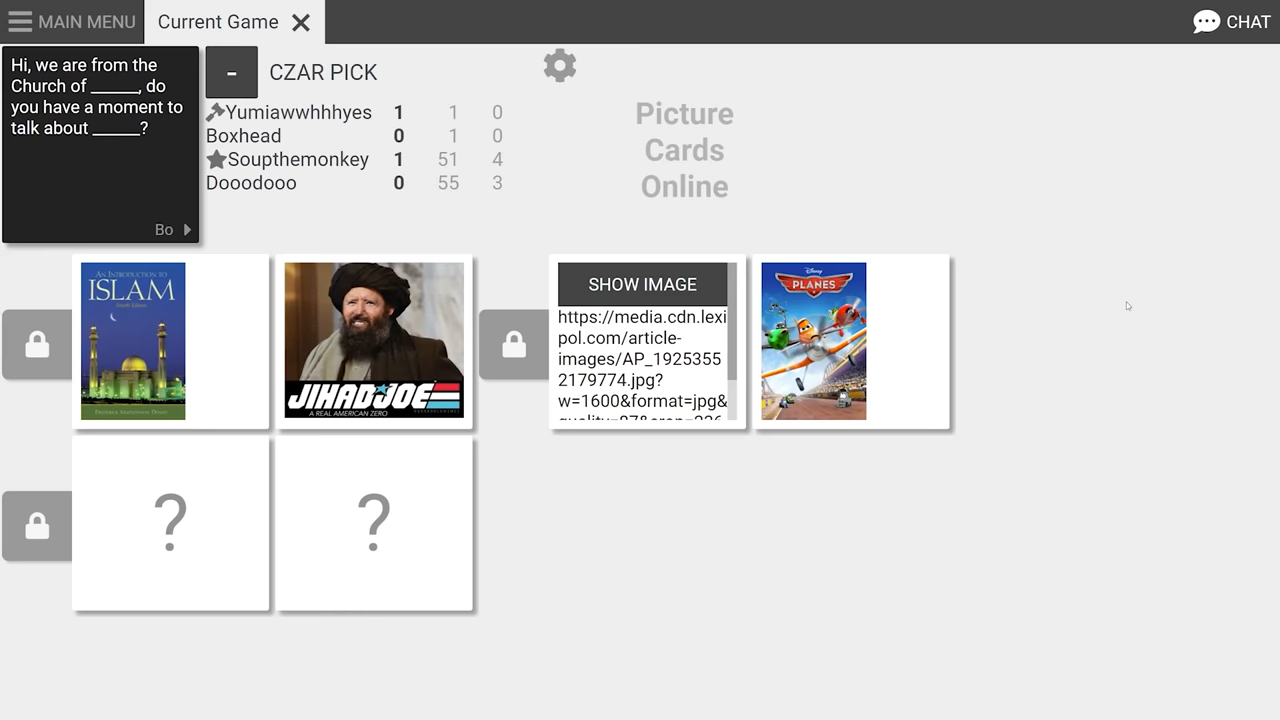 MAIN MENU
Current Game
CHAT
Hi, we are from the
Church of ______, do
you have a moment to
talk about ______?
Bo
-
CZAR PICK
Yumiawwhhhyes 1 1 0
Boxhead 0 1 0
Soupthemonkey 1 51 4
Dooodooo 0 55 3
Picture
Cards
Online
AN INTRODUCTION TO
ISLAM
Fourth Edition
JIHAD JOE
A REAL AMERICAN ZERO
SHOW IMAGE
https://media.cdn.lexi
pol.com/article-
images/AP_1925355
2179774.jpg?
w=1600&format=jpg&
Disney
PLANES
?
?